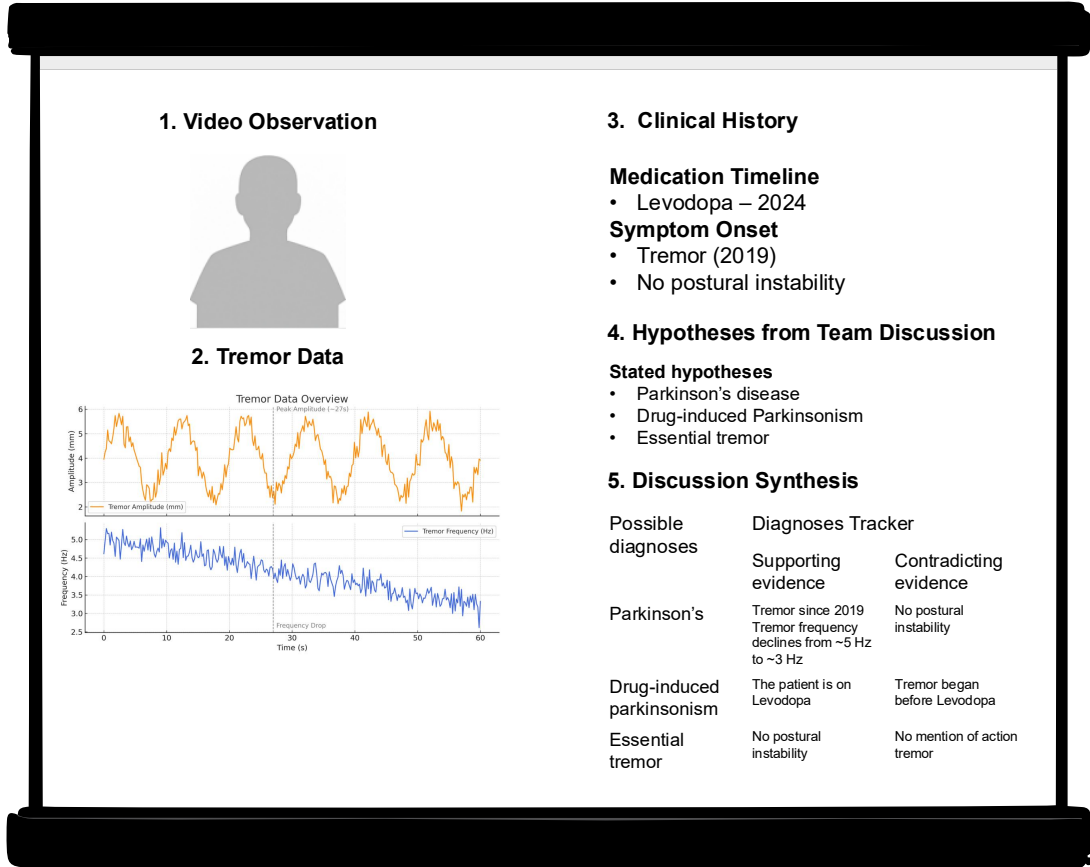 1. Video Observation
2. Tremor Data
Tremor Data Overview
Peak Amplitude (~27s)
Amplitude (mm)
6
5
4
3
2
Tremor Amplitude (mm)
Tremor Frequency (Hz)
Frequency (Hz)
5.0
4.5
4.0
3.5
3.0
2.5
Frequency Drop
0 10 20 30 40 50 60
Time (s)
3. Clinical History
Medication Timeline
• Levodopa – 2024
Symptom Onset
• Tremor (2019)
• No postural instability
4. Hypotheses from Team Discussion
Stated hypotheses
• Parkinson's disease
• Drug-induced Parkinsonism
• Essential tremor
5. Discussion Synthesis
Possible
diagnoses
Diagnoses Tracker
Supporting
evidence
Contradicting
evidence
Parkinson's
Tremor since 2019
Tremor frequency
declines from ~5 Hz
to ~3 Hz
No postural
instability
Drug-induced
parkinsonism
The patient is on
Levodopa
Tremor began
before Levodopa
Essential
tremor
No postural
instability
No mention of action
tremor